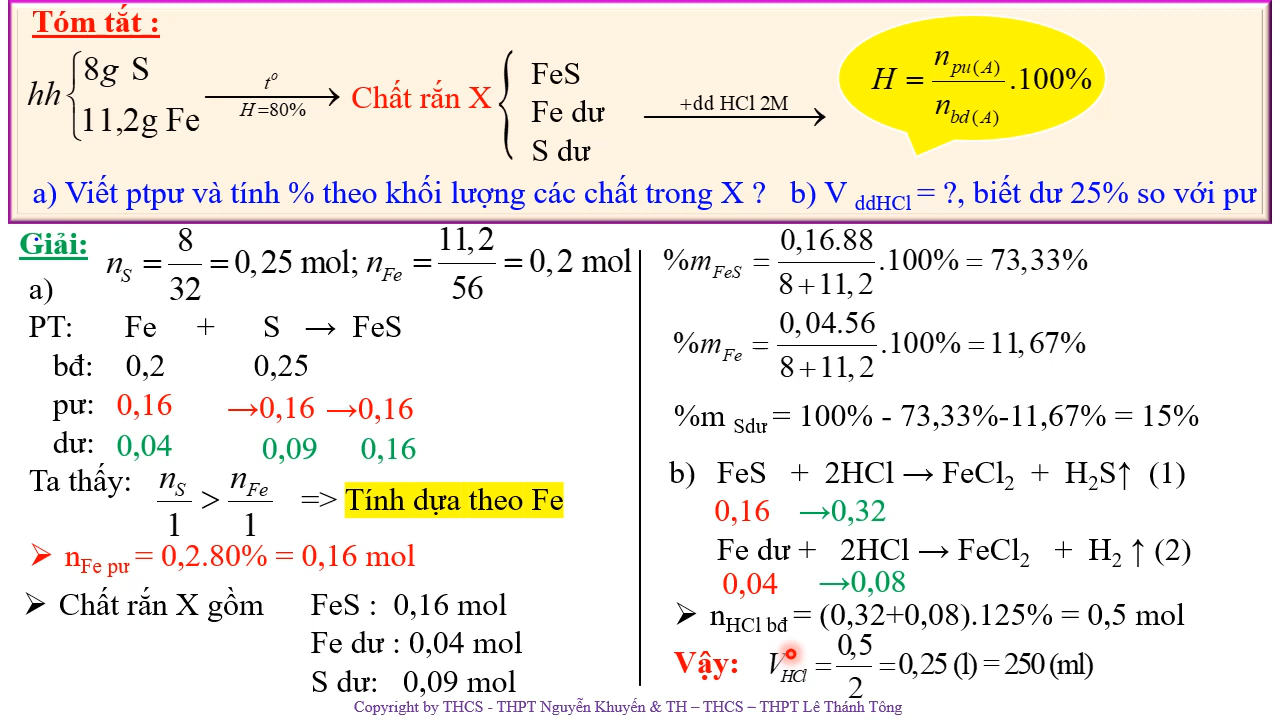 Tóm tắt :
hh { 8g S
11,2g Fe
t° H=80%
Chất rắn X { FeS
Fe dư
S dư
+dd HCl 2M
H = n pu(A) / n bd(A) .100%
a) Viết ptpư và tính % theo khối lượng các chất trong X ? b) V ddHCl = ?, biết dư 25% so với pư
Giải:
a)
n_S = 8/32 = 0,25 mol; n_Fe = 11,2/56 = 0,2 mol
PT: Fe + S → FeS
bđ: 0,2 0,25
pư: 0,16 →0,16 →0,16
dư: 0,04 0,09 0,16
Ta thấy: n_S/1 > n_Fe/1 => Tính dựa theo Fe
➢ n_Fe pư = 0,2.80% = 0,16 mol
➢ Chất rắn X gồm FeS : 0,16 mol
Fe dư : 0,04 mol
S dư: 0,09 mol
%m_FeS = 0,16.88 / 8+11,2 .100% = 73,33%
%m_Fe = 0,04.56 / 8+11,2 .100% = 11,67%
%m Sdư = 100% - 73,33%-11,67% = 15%
b) FeS + 2HCl → FeCl₂ + H₂S↑ (1)
0,16 →0,32
Fe dư + 2HCl → FeCl₂ + H₂ ↑ (2)
0,04 →0,08
➢ n_HCl bđ = (0,32+0,08).125% = 0,5 mol
Vậy: V_HCl = 0,5/2 = 0,25 (l) = 250 (ml)
Copyright by THCS - THPT Nguyễn Khuyến & TH – THCS – THPT Lê Thánh Tông